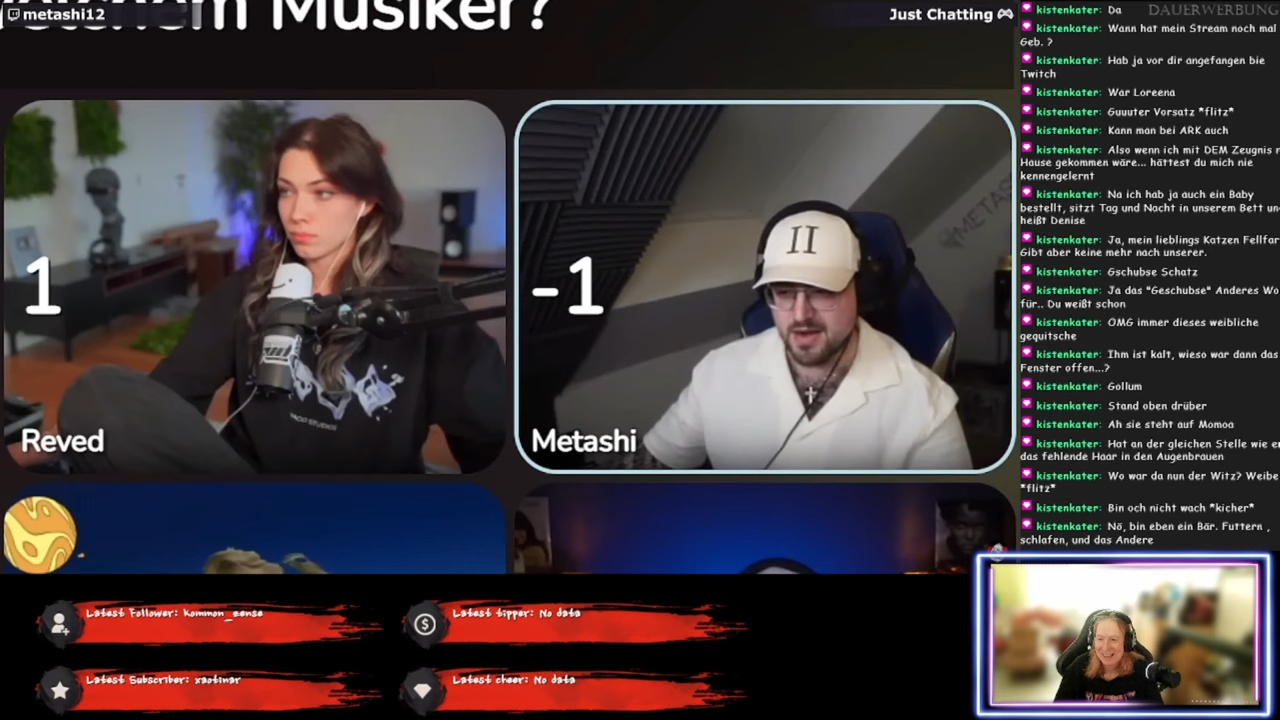 chem Musiker?
metashi12
Just Chatting
DAUERWERBUNG
1
Reved
II
-1
Metashi
kistenkater: Da
kistenkater: Wann hat mein Stream noch mal
Geb. ?
kistenkater: Hab ja vor dir angefangen bie
Twitch
kistenkater: War Loreena
kistenkater: Guuuter Vorsatz *flitz*
kistenkater: Kann man bei ARK auch
kistenkater: Also wenn ich mit DEM Zeugnis
Hause gekommen wäre... hättest du mich nie
kennengelernt
kistenkater: Na ich hab ja auch ein Baby
bestellt, sitzt Tag und Nacht in unserem Bett
heißt Denise
kistenkater: Ja, mein lieblings Katzen
Gibt aber keine mehr nach unserer.
kistenkater: Gschubse Schatz
kistenkater: Ja das "Geschubse" Anderes
für.. Du weißt schon
kistenkater: OMG immer dieses weibliche
gequitsche
kistenkater: Ihm ist kalt, wieso war dann das
Fenster offen...?
kistenkater: Gollum
kistenkater: Stand oben drüber
kistenkater: Ah sie steht auf Momoa
kistenkater: Hat an der gleichen Stelle wie
das fehlende Haar in den Augenbrauen
kistenkater: Wo war da nun der Witz?
*flitz*
kistenkater: Bin och nicht wach *kicher*
kistenkater: Nö, bin eben ein Bär. Futtern ,
schlafen, und das Andere
Latest Follower: Kommon_sense
Latest tipper: No data
Latest Subscriber: xaotinar
Latest cheer: No data